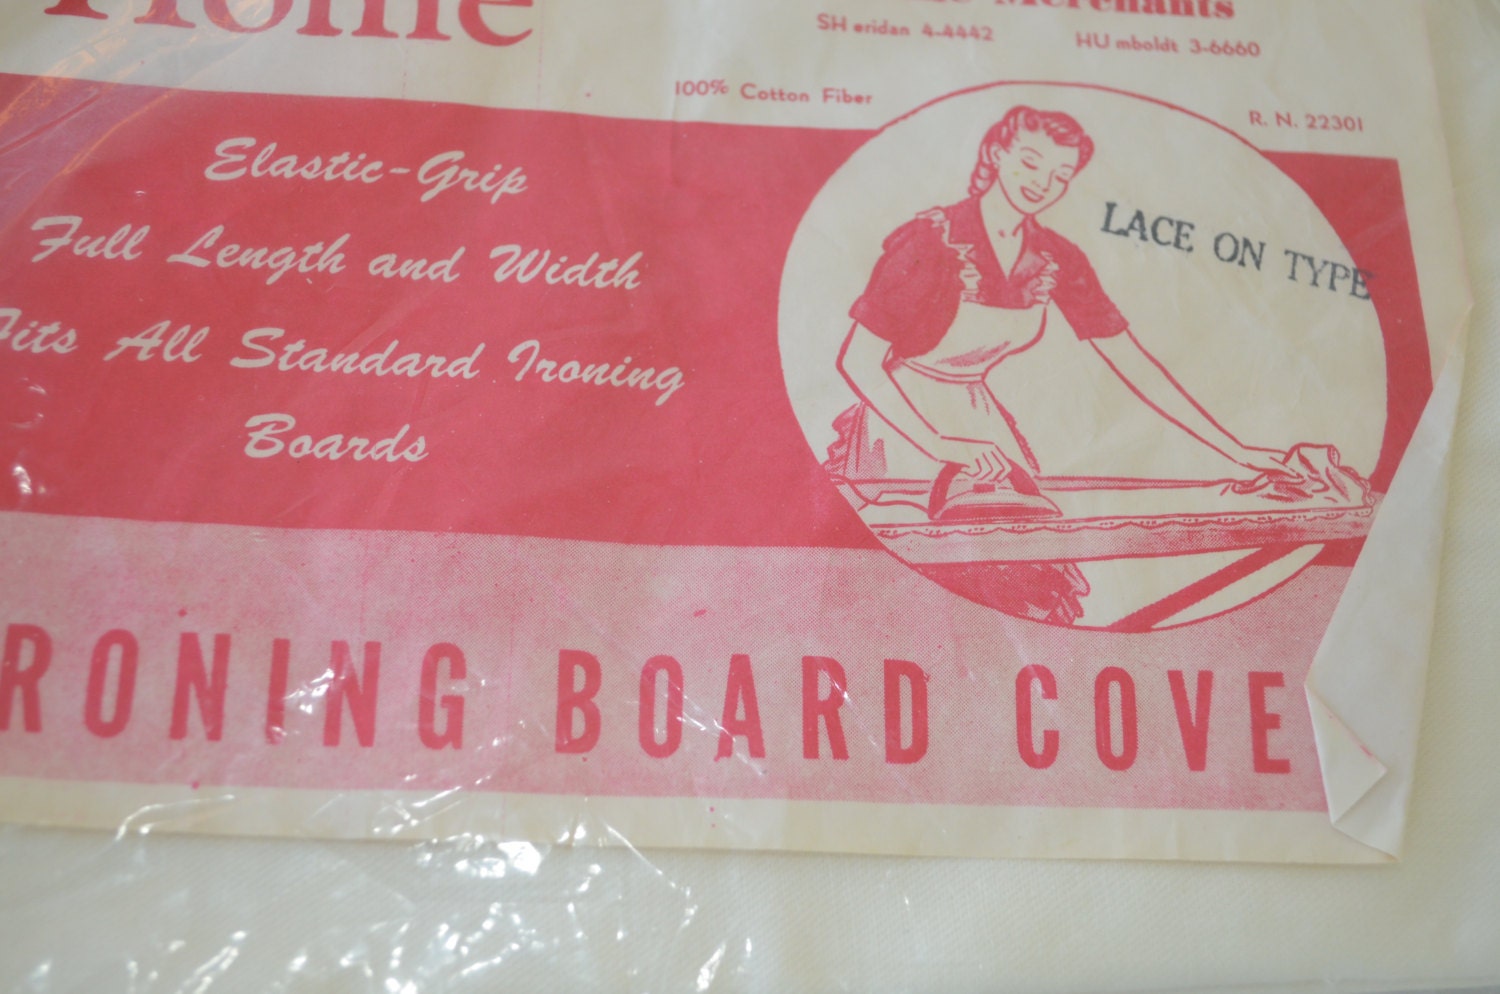 Home
Merchants
SH eridan 4-4442 HU mboldt 3-6660
100% Cotton Fiber
R. N. 22301
LACE ON TYPE
Elastic-Grip
Full Length and Width
Fits All Standard Ironing
Boards
RONING BOARD COVE